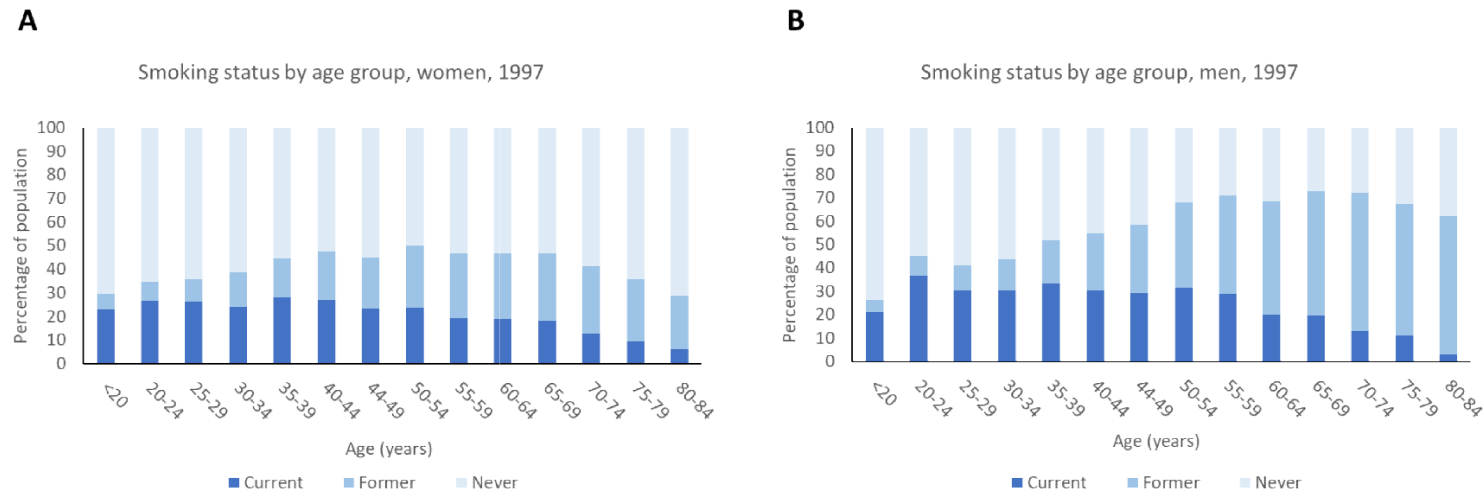 A
Smoking status by age group, women, 1997
Percentage of population
100
90
80
70
60
50
40
30
20
10
0
<20 20-24 25-29 30-34 35-39 40-44 44-49 50-54 55-59 60-64 65-69 70-74 75-79 80-84
Age (years)
Current Former Never
B
Smoking status by age group, men, 1997
Percentage of population
100
90
80
70
60
50
40
30
20
10
0
<20 20-24 25-29 30-34 35-39 40-44 44-49 50-54 55-59 60-64 65-69 70-74 75-79 80-84
Age (years)
Current Former Never